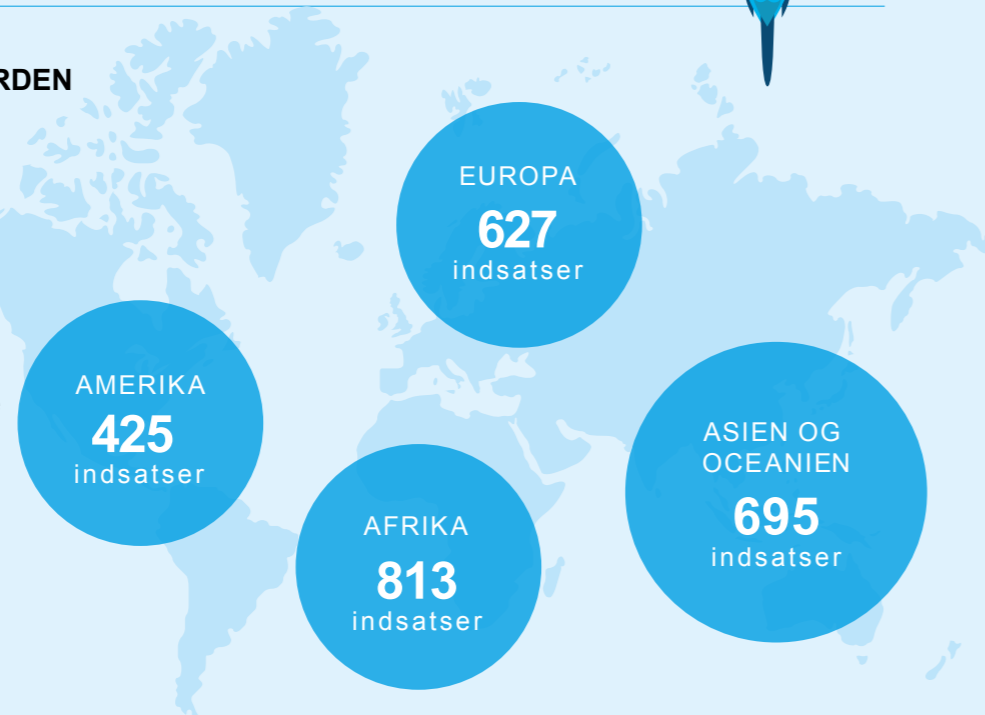 RDEN
EUROPA
627
indsatser
AMERIKA
425
indsatser
AFRIKA
813
indsatser
ASIEN OG
OCEANIEN
695
indsatser